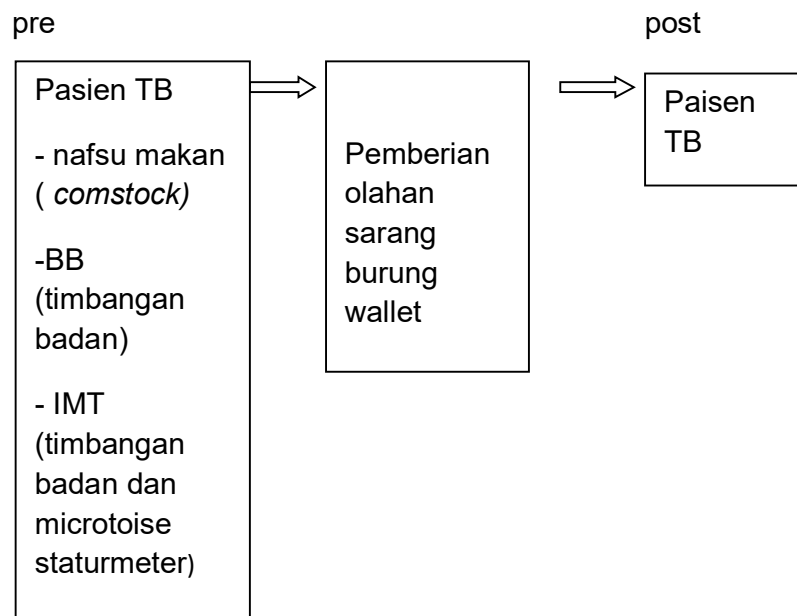 pre
post
Pasien TB
- nafsu makan
( comstock)
-BB
(timbangan
badan)
- IMT
(timbangan
badan dan
microtoise
staturmeter)
Pemberian
olahan
sarang
burung
wallet
Paisen
TB